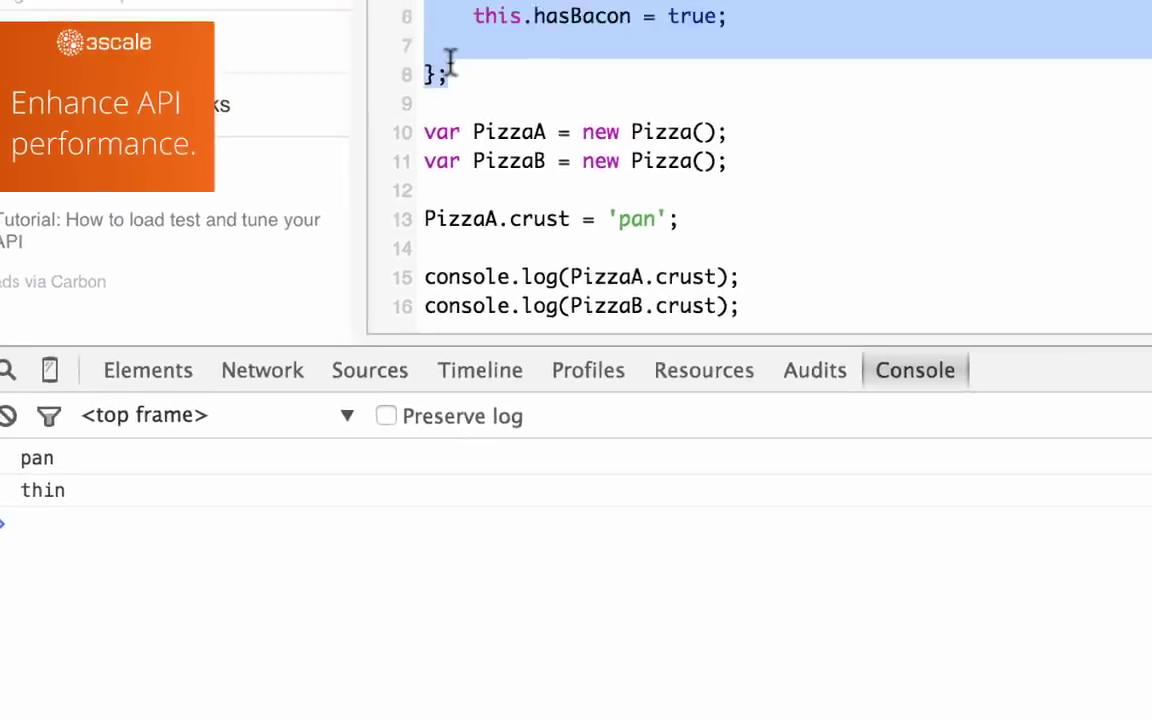 6 this.hasBacon = true;
7
8 };
9
10 var PizzaA = new Pizza();
11 var PizzaB = new Pizza();
12
13 PizzaA.crust = 'pan';
14
15 console.log(PizzaA.crust);
16 console.log(PizzaB.crust);
3scale
Enhance API
performance.
ks
Tutorial: How to load test and tune your
API
ads via Carbon
Elements Network Sources Timeline Profiles Resources Audits Console
<top frame> Preserve log
pan
thin